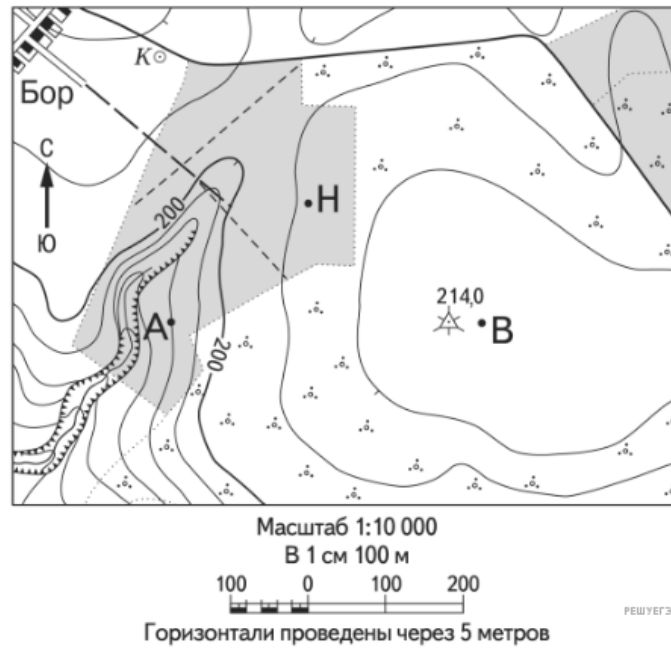 К
Бор
С
Ю
200
Н
214,0
А
В
200
Масштаб 1:10 000
В 1 см 100 м
100 0 100 200
РЕШУЕГЭ
Горизонтали проведены через 5 метров